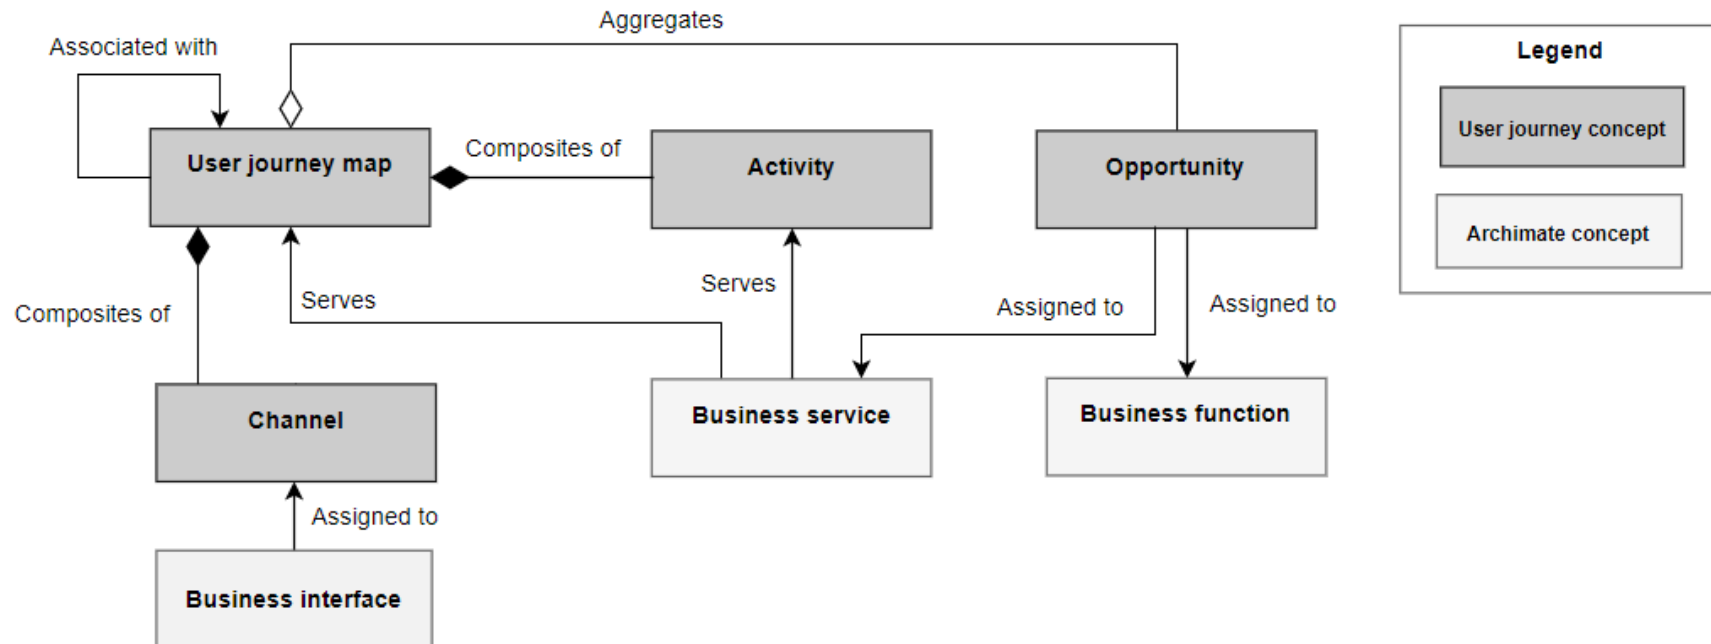 Aggregates
Associated with
Legend
User journey concept
Archimate concept
User journey map
Composites of
Activity
Opportunity
Composites of
Serves
Serves
Assigned to
Assigned to
Channel
Business service
Business function
Assigned to
Business interface